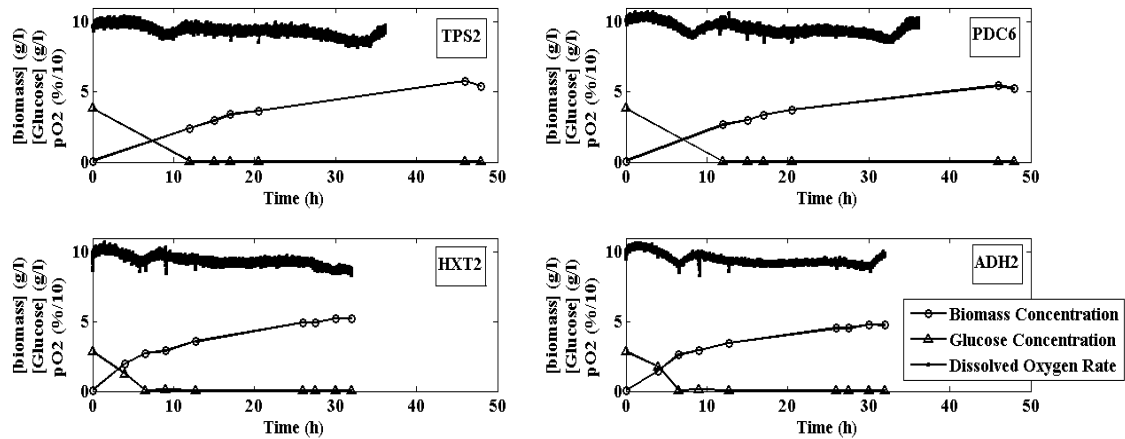 [biomass] (g/l)
[Glucose] (g/l)
pO2 (%/10)
10
5
0
TPS2
0 10 20 30 40 50
Time (h)
[biomass] (g/l)
[Glucose] (g/l)
pO2 (%/10)
10
5
0
PDC6
0 10 20 30 40 50
Time (h)
[biomass] (g/l)
[Glucose] (g/l)
pO2 (%/10)
10
5
0
HXT2
0 10 20 30 40 50
Time (h)
[biomass] (g/l)
[Glucose] (g/l)
pO2 (%/10)
10
5
0
ADH2
0 10 20 30 40 50
Time (h)
Biomass Concentration
Glucose Concentration
Dissolved Oxygen Rate